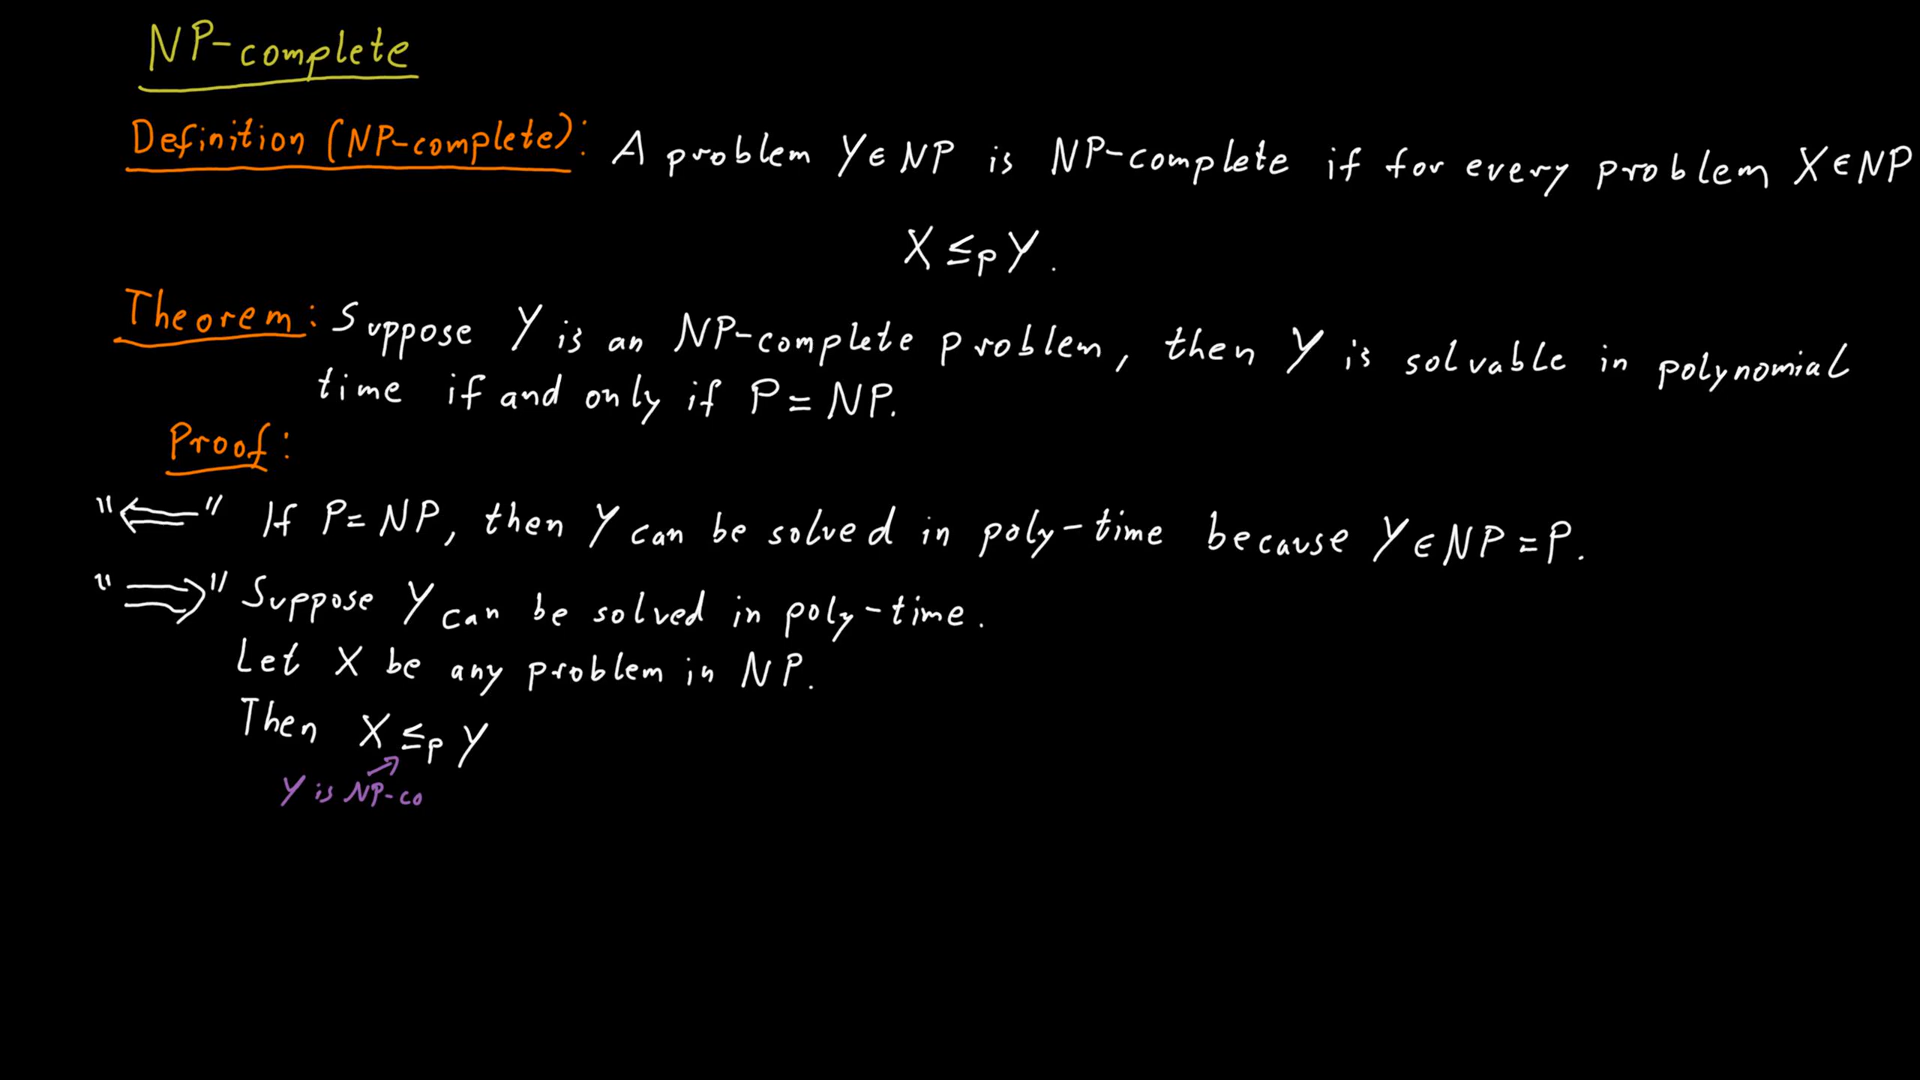 NP-complete
Definition (NP-complete): A problem Y ∈ NP is NP-complete if for every problem X ∈ NP
X ≤p Y.
Theorem: Suppose Y is an NP-complete problem, then Y is solvable in polynomial
time if and only if P = NP.
Proof:
"⇐" If P = NP, then Y can be solved in poly-time because Y ∈ NP = P.
"⇒" Suppose Y can be solved in poly-time.
Let X be any problem in NP.
Then X ≤p Y
Y is NP-co